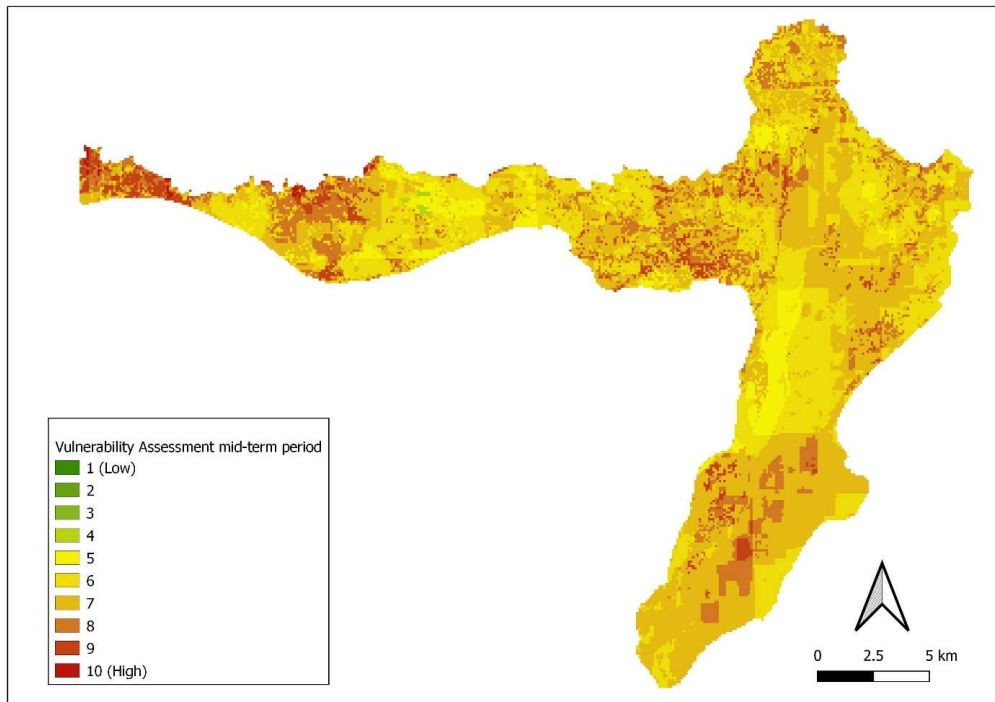 Vulnerability Assessment mid-term period
1 (Low)
2
3
4
5
6
7
8
9
10 (High)
0 2.5 5 km